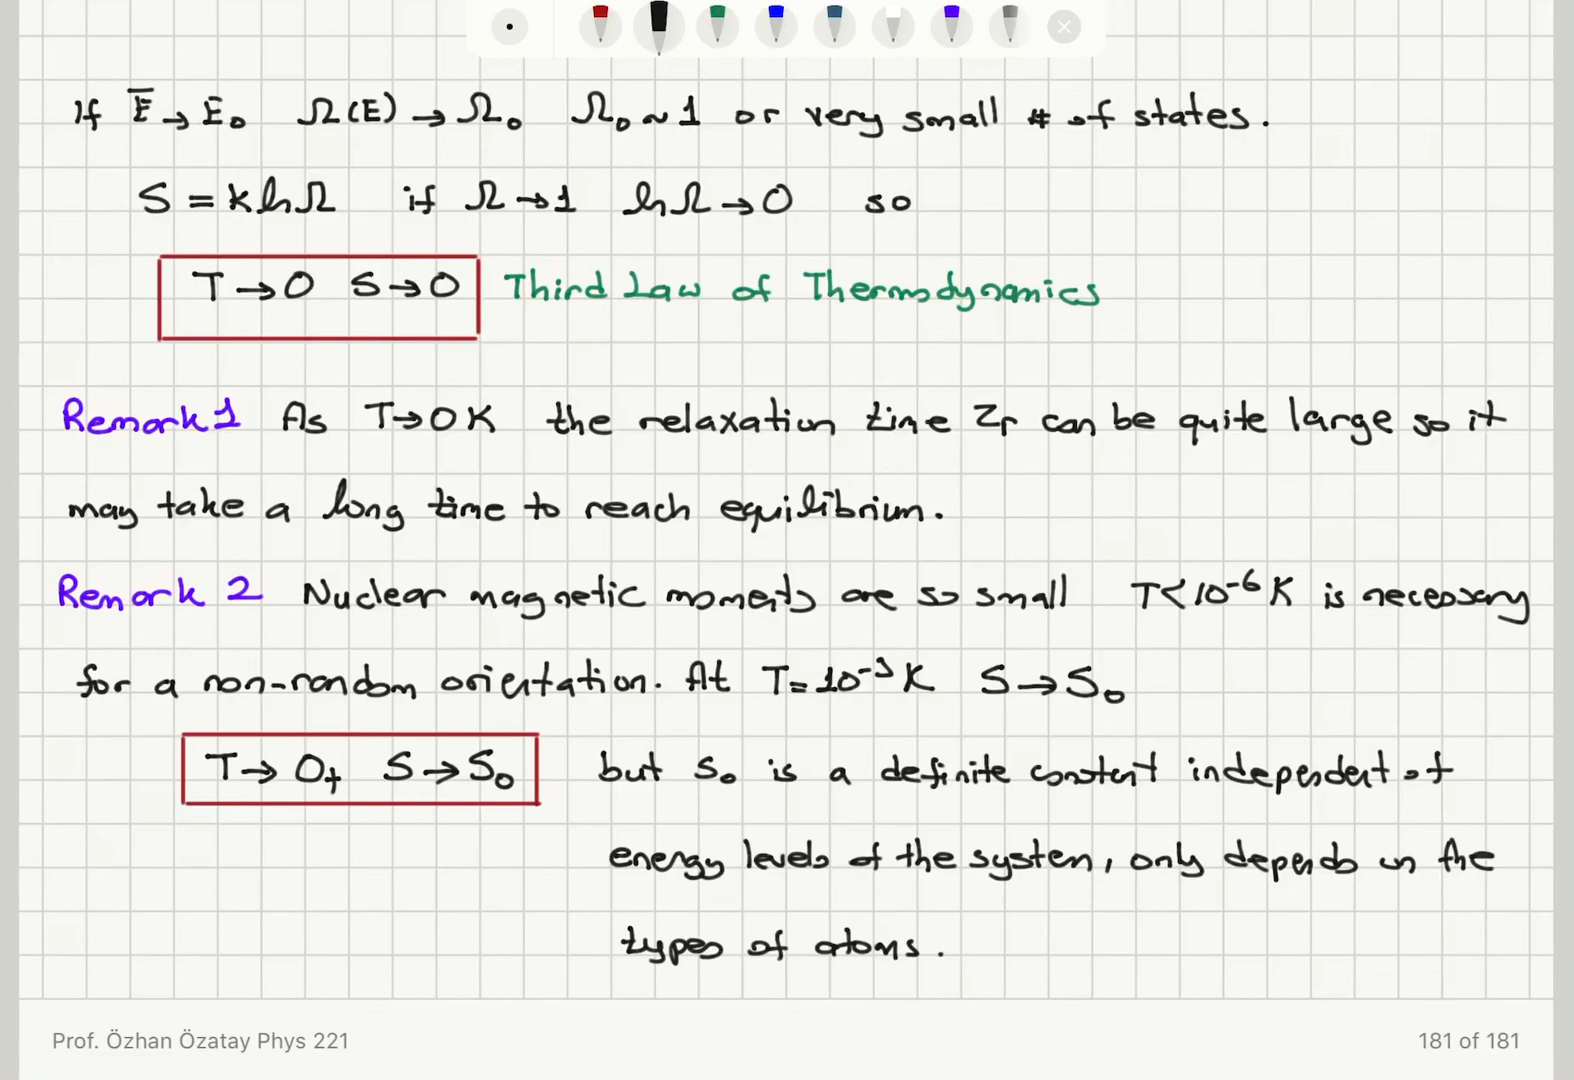 If E̅ → E₀ Ω(E) → Ω₀ Ω₀ ~ 1 or very small # of states.
S = k ln Ω if Ω → 1 ln Ω → 0 so
T → 0 S → 0 Third Law of Thermodynamics
Remark 1 As T → 0 K the relaxation time τᵣ can be quite large so it
may take a long time to reach equilibrium.
Remark 2 Nuclear magnetic moments are so small T < 10⁻⁶ K is necessary
for a non-random orientation. At T = 10⁻³ K S → S₀
T → 0₊ S → S₀ but S₀ is a definite constant independent of
energy levels of the system, only depends on the
types of atoms.
Prof. Özhan Özatay Phys 221 181 of 181